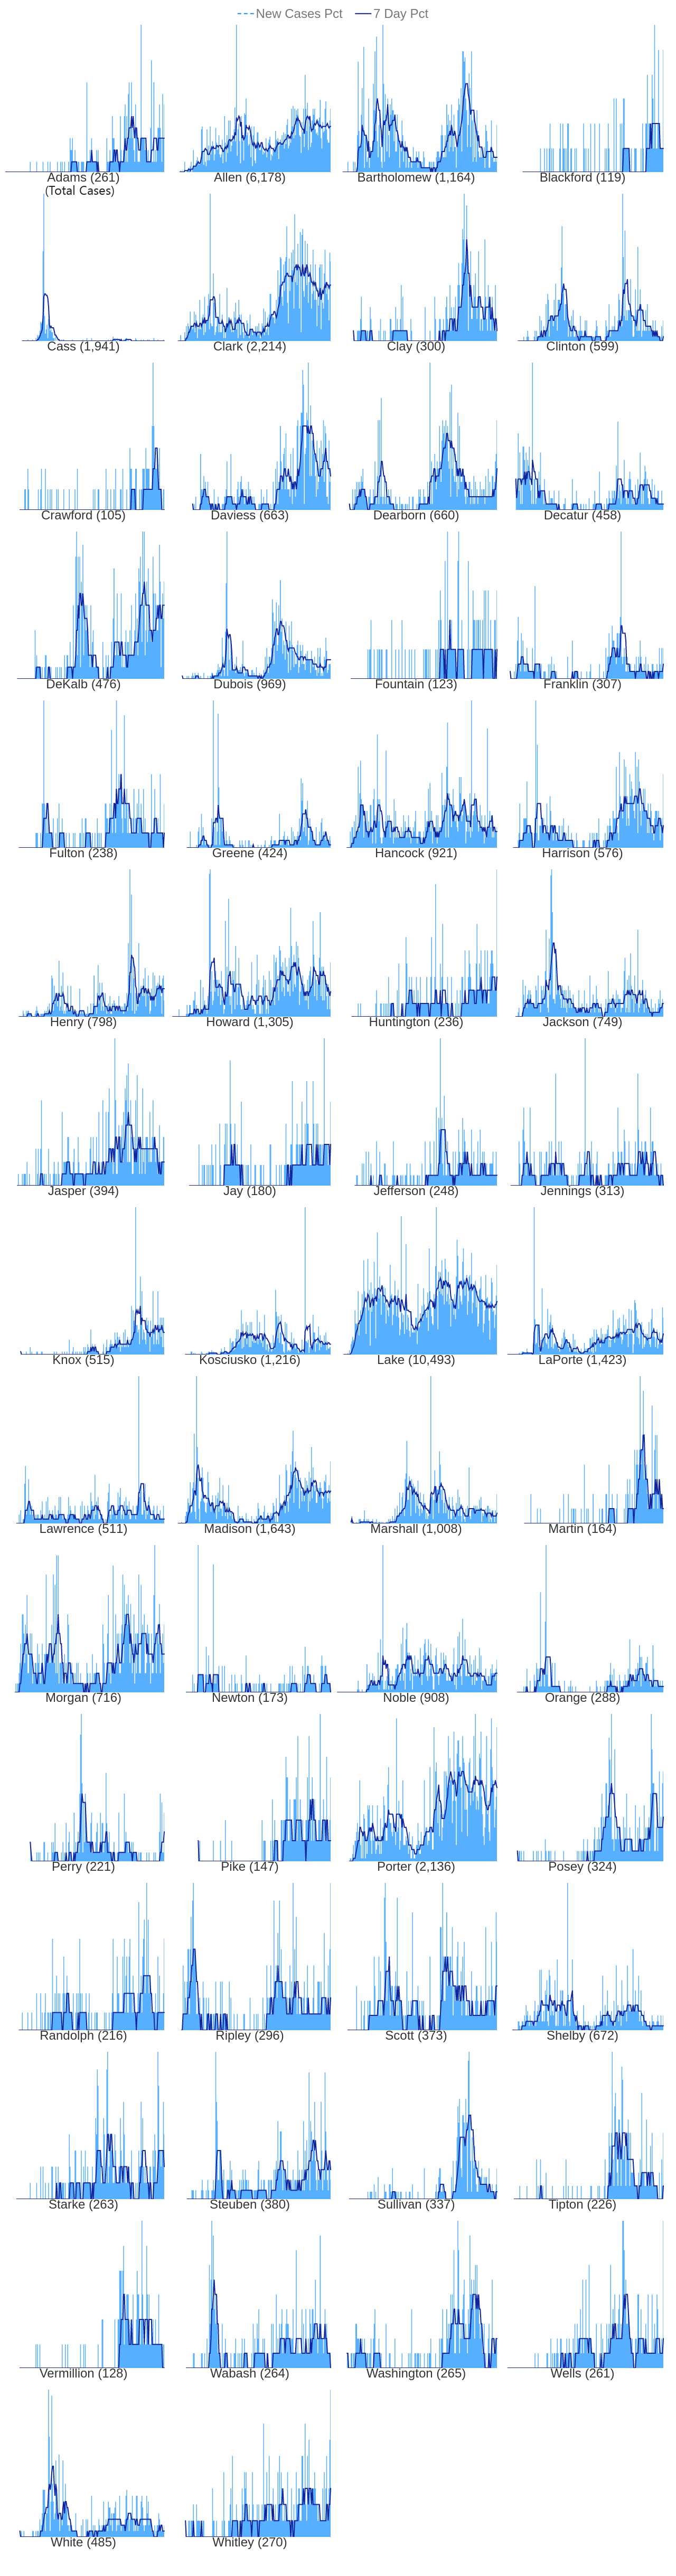 New Cases Pct 7 Day Pct
Adams (261) Allen (6,178) Bartholomew (1,164) Blackford (119)
(Total Cases)
Cass (1,941) Clark (2,214) Clay (300) Clinton (599)
Crawford (105) Daviess (663) Dearborn (660) Decatur (458)
DeKalb (476) Dubois (969) Fountain (123) Franklin (307)
Fulton (238) Greene (424) Hancock (921) Harrison (576)
Henry (798) Howard (1,305) Huntington (236) Jackson (749)
Jasper (394) Jay (180) Jefferson (248) Jennings (313)
Knox (515) Kosciusko (1,216) Lake (10,493) LaPorte (1,423)
Lawrence (511) Madison (1,643) Marshall (1,008) Martin (164)
Morgan (716) Newton (173) Noble (908) Orange (288)
Perry (221) Pike (147) Porter (2,136) Posey (324)
Randolph (216) Ripley (296) Scott (373) Shelby (672)
Starke (263) Steuben (380) Sullivan (337) Tipton (226)
Vermillion (128) Wabash (264) Washington (265) Wells (261)
White (485) Whitley (270)